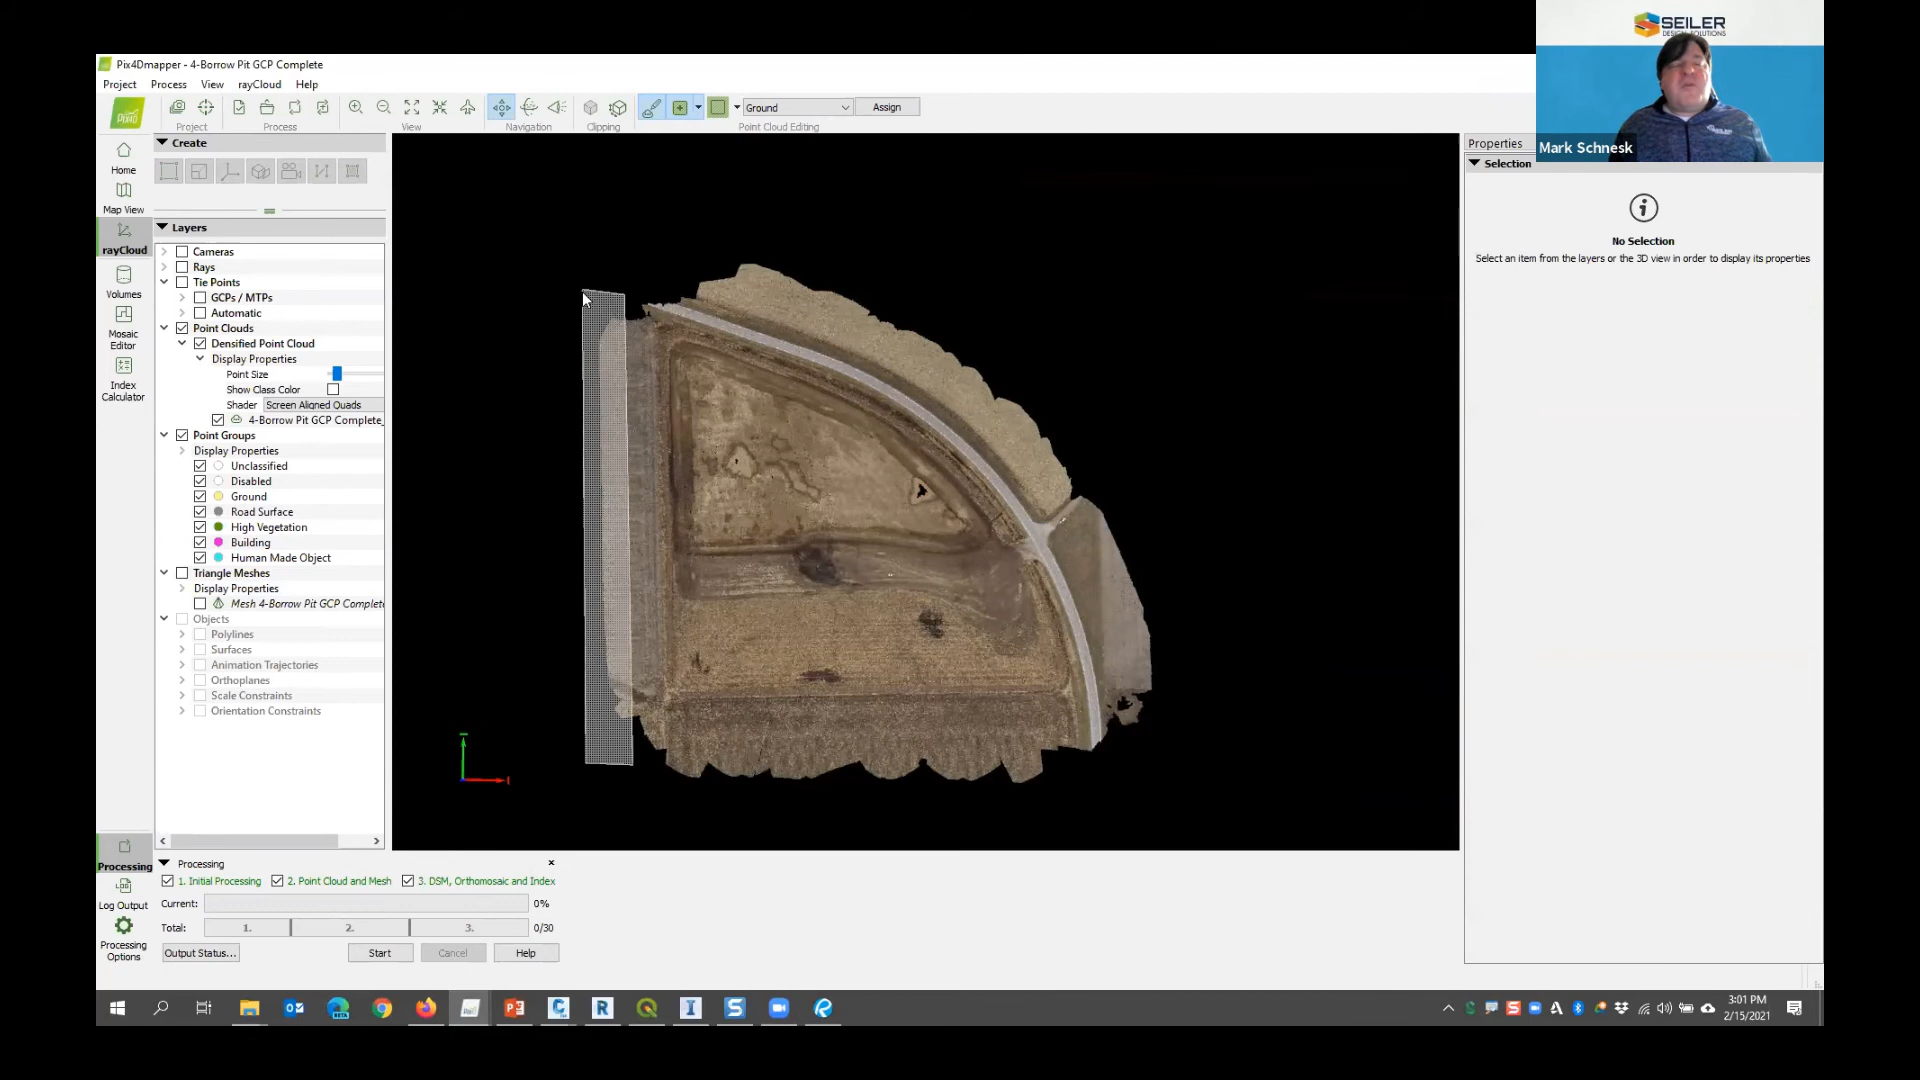 SEILER
DESIGN SOLUTIONS
Mark Schnesk
Pix4Dmapper - 4-Borrow Pit GCP Complete
Project Process View rayCloud Help
Ground
Assign
Project
Process
View
Navigation
Clipping
Point Cloud Editing
Home
Map View
rayCloud
Volumes
Mosaic
Editor
Index
Calculator
Create
Layers
Cameras
Rays
Tie Points
GCPs / MTPs
Automatic
Point Clouds
Densified Point Cloud
Display Properties
Point Size
Show Class Color
Shader Screen Aligned Quads
4-Borrow Pit GCP Complete_
Point Groups
Display Properties
Unclassified
Disabled
Ground
Road Surface
High Vegetation
Building
Human Made Object
Triangle Meshes
Display Properties
Mesh 4-Borrow Pit GCP Complete
Objects
Polylines
Surfaces
Animation Trajectories
Orthoplanes
Scale Constraints
Orientation Constraints
Properties
Selection
No Selection
Select an item from the layers or the 3D view in order to display its properties
Processing
Log Output
Processing
Options
Processing
1. Initial Processing 2. Point Cloud and Mesh 3. DSM, Orthomosaic and Index
Current: 0%
Total: 1. 2. 3. 0/30
Output Status... Start Cancel Help
3:01 PM
2/15/2021